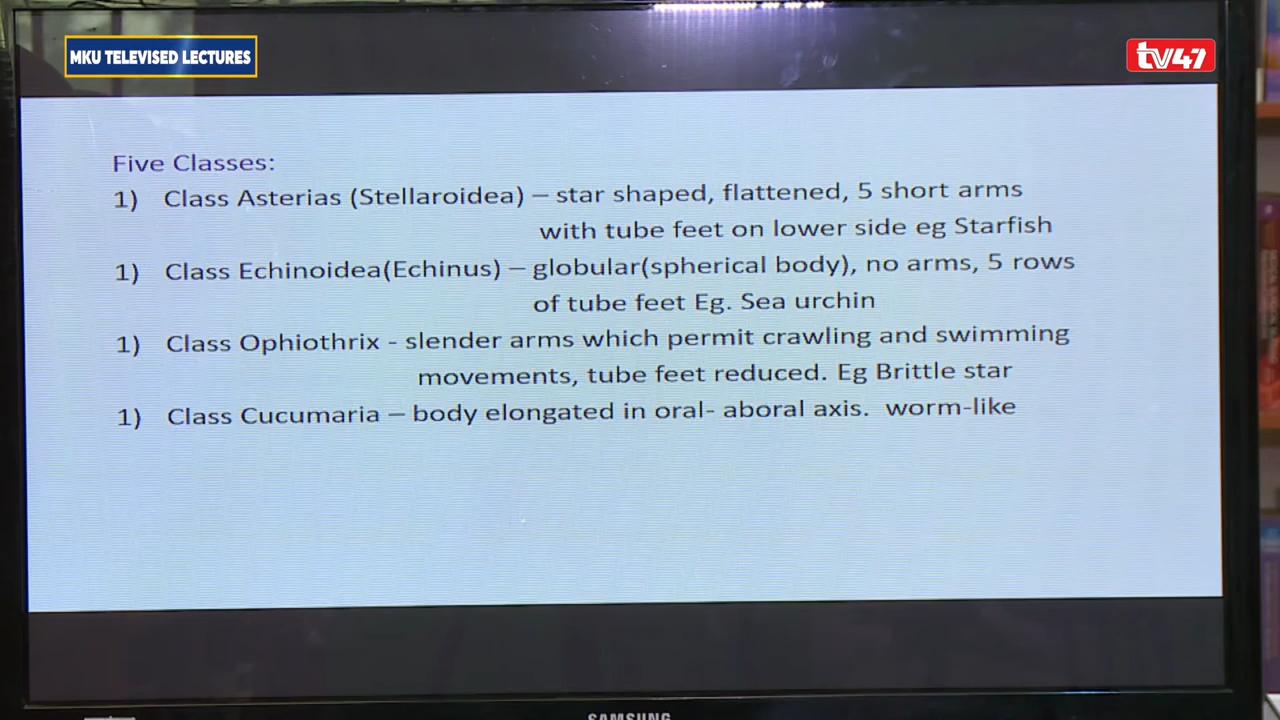 MKU TELEVISED LECTURES
tv47
Five Classes:
1) Class Asterias (Stellaroidea) – star shaped, flattened, 5 short arms
with tube feet on lower side eg Starfish
1) Class Echinoidea(Echinus) – globular(spherical body), no arms, 5 rows
of tube feet Eg. Sea urchin
1) Class Ophiothrix - slender arms which permit crawling and swimming
movements, tube feet reduced. Eg Brittle star
1) Class Cucumaria – body elongated in oral- aboral axis. worm-like
SAMSUNG